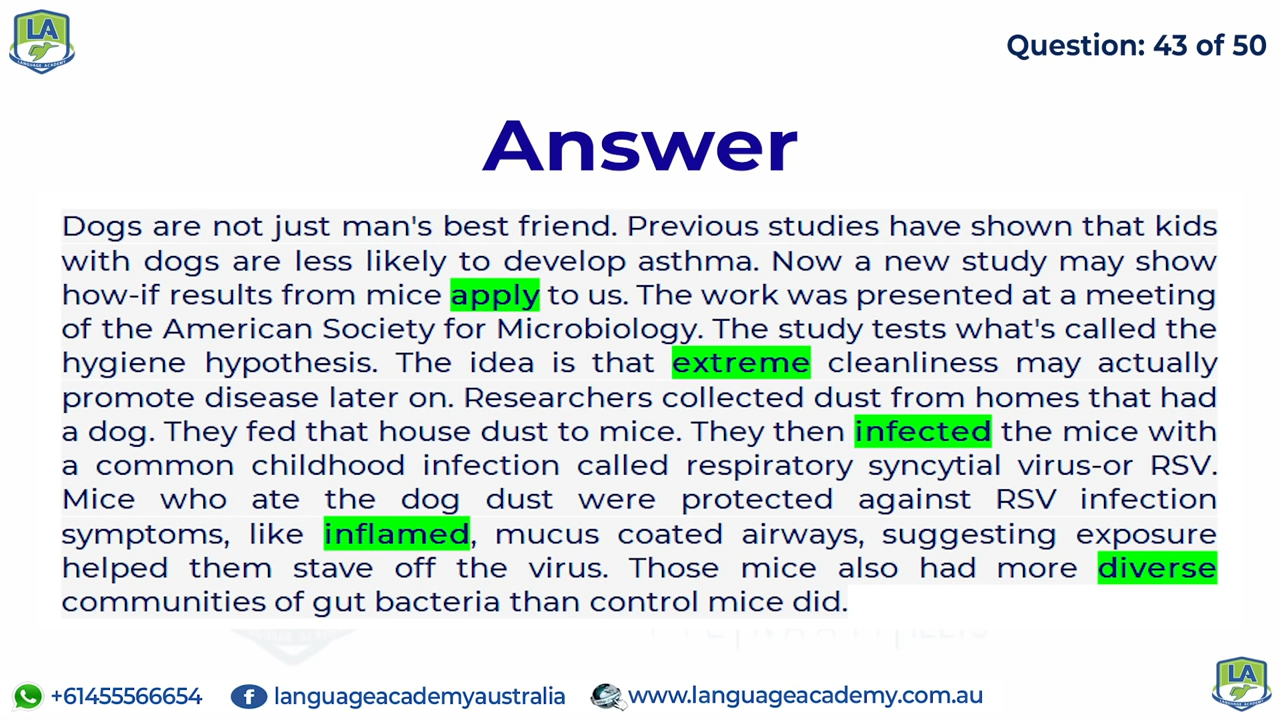 LA
LANGUAGE ACADEMY
Question: 43 of 50
Answer
Dogs are not just man's best friend. Previous studies have shown that kids
with dogs are less likely to develop asthma. Now a new study may show
how-if results from mice apply to us. The work was presented at a meeting
of the American Society for Microbiology. The study tests what's called the
hygiene hypothesis. The idea is that extreme cleanliness may actually
promote disease later on. Researchers collected dust from homes that had
a dog. They fed that house dust to mice. They then infected the mice with
a common childhood infection called respiratory syncytial virus-or RSV.
Mice who ate the dog dust were protected against RSV infection
symptoms, like inflamed, mucus coated airways, suggesting exposure
helped them stave off the virus. Those mice also had more diverse
communities of gut bacteria than control mice did.
+61455566654 languageacademyaustralia www.languageacademy.com.au
LA